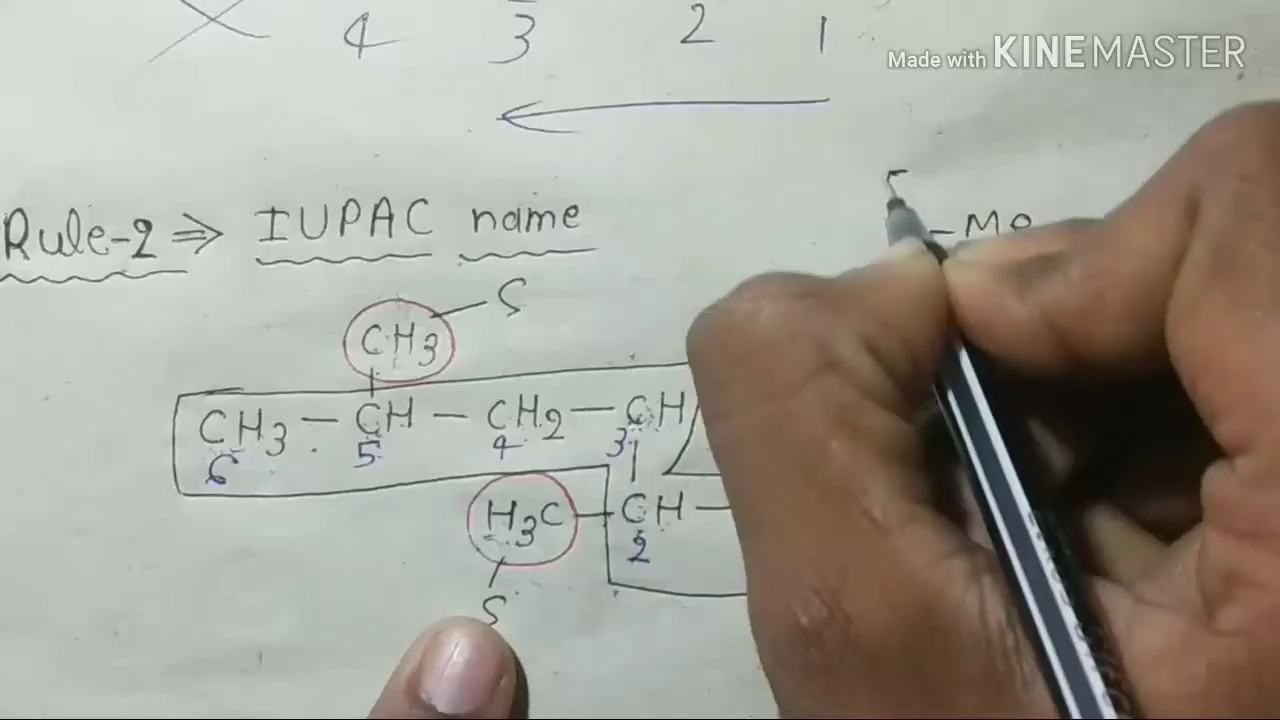 4 3 2 1
Made with KINEMASTER
Rule-2 ⇒ IUPAC name
S
CH3
CH3 - CH - CH2 - CH
6 5 4 3
H3C - CH -
2
S